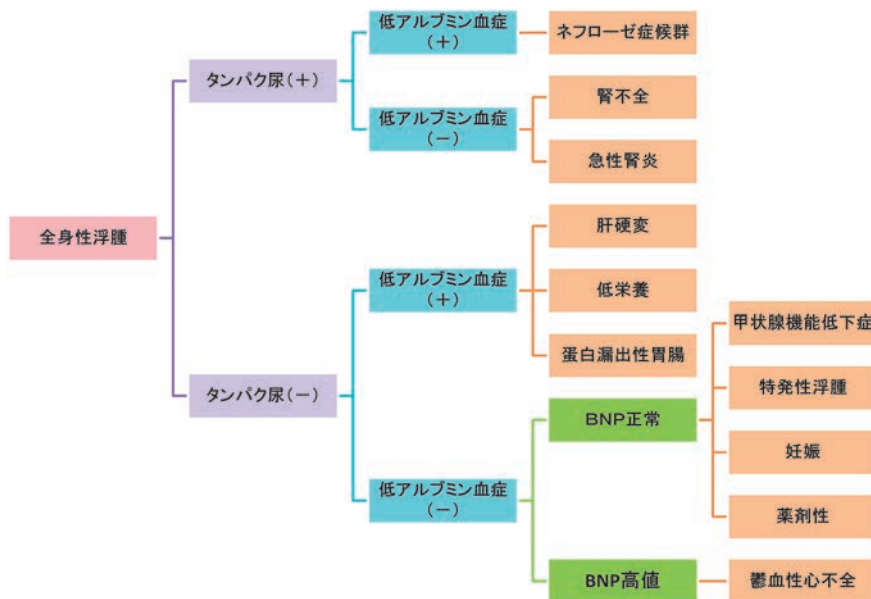 低アルブミン血症
(+)
ネフローゼ症候群
タンパク尿(+)
腎不全
低アルブミン血症
(-)
急性腎炎
全身性浮腫
肝硬変
低アルブミン血症
(+)
低栄養
甲状腺機能低下症
蛋白漏出性胃腸
特発性浮腫
タンパク尿(-)
BNP正常
妊娠
低アルブミン血症
(-)
薬剤性
BNP高値
鬱血性心不全